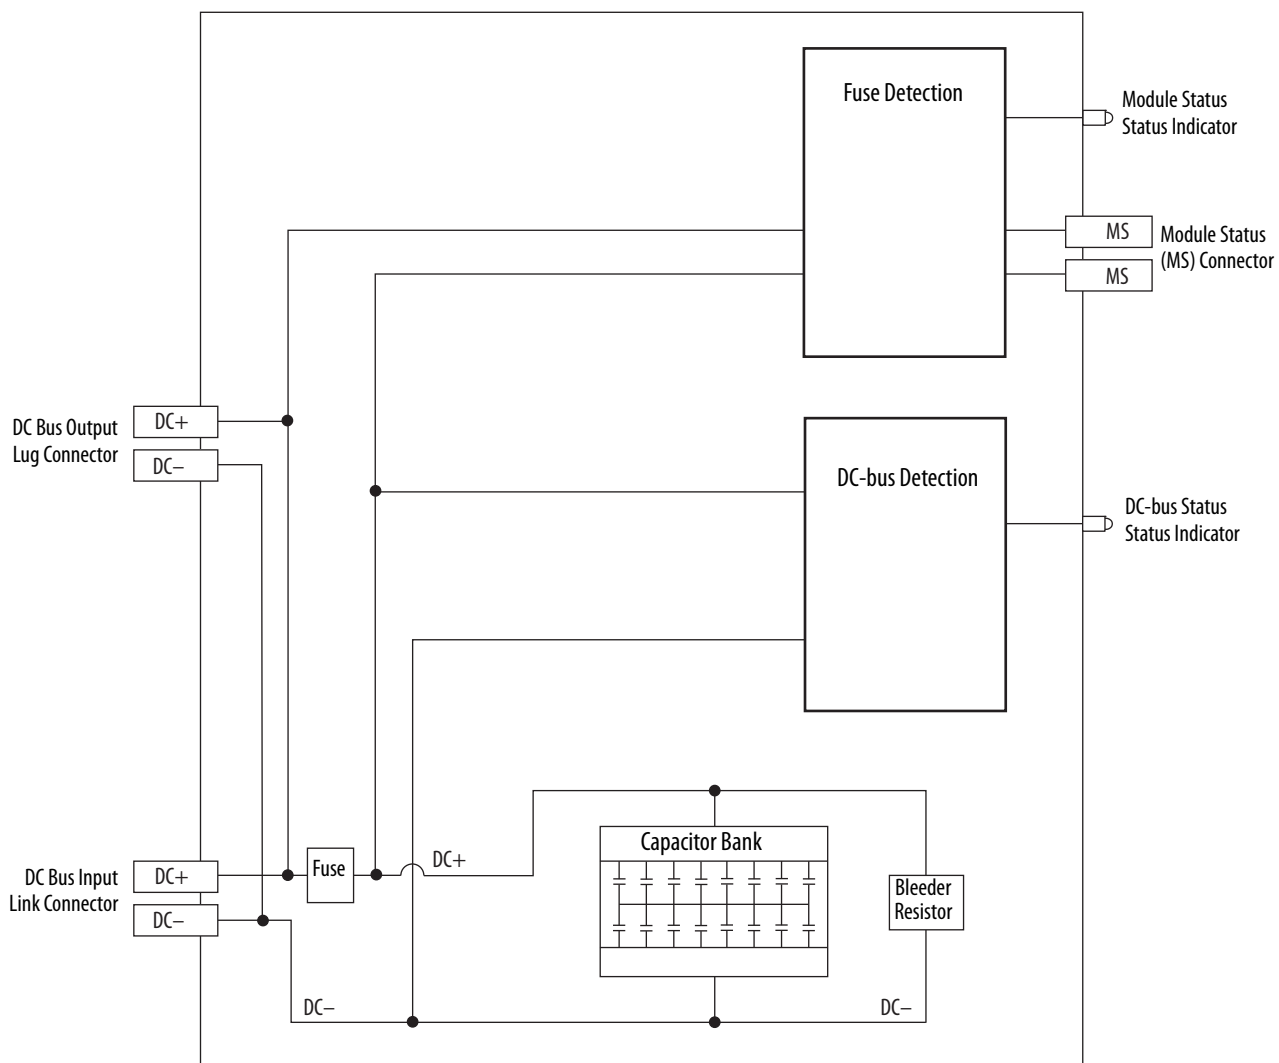 Fuse Detection
Module Status
Status Indicator
MS
MS
Module Status
(MS) Connector
DC Bus Output
Lug Connector
DC+
DC–
DC-bus Detection
DC-bus Status
Status Indicator
DC Bus Input
Link Connector
DC+
DC–
Fuse
DC+
Capacitor Bank
Bleeder
Resistor
DC–
DC–